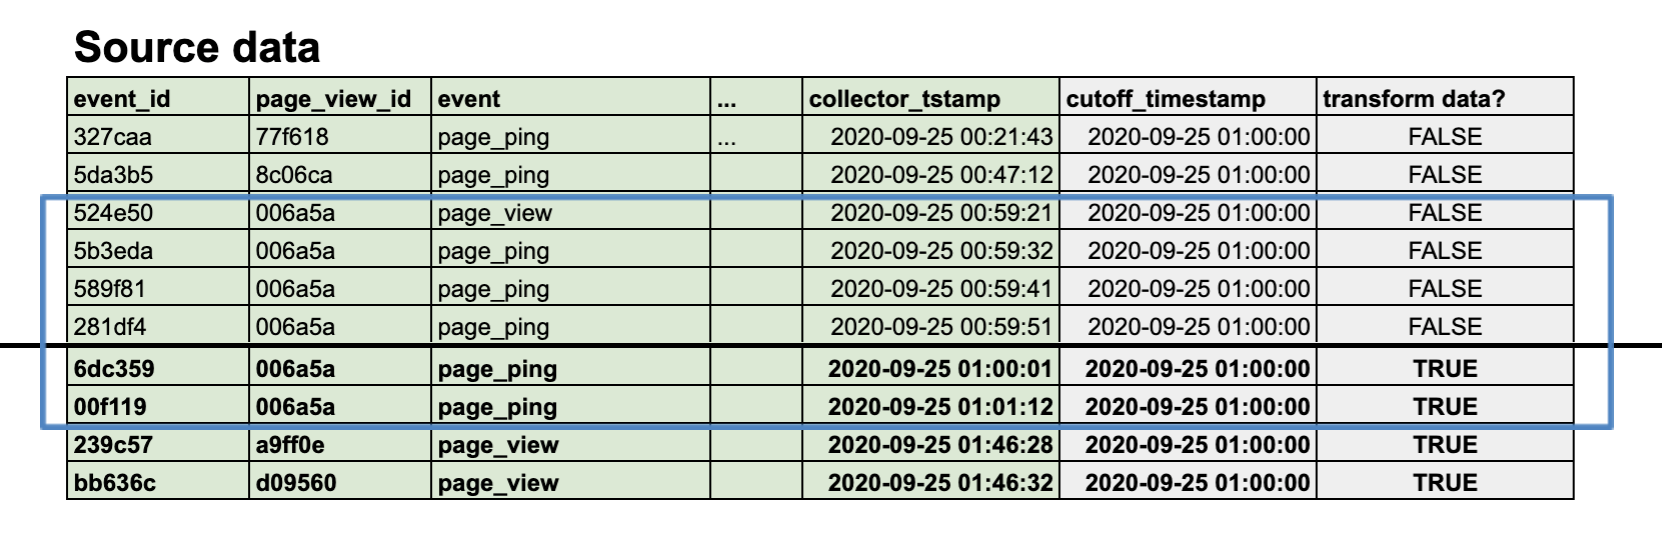 Source data
event_id page_view_id event ... collector_tstamp cutoff_timestamp transform data?
327caa 77f618 page_ping ... 2020-09-25 00:21:43 2020-09-25 01:00:00 FALSE
5da3b5 8c06ca page_ping 2020-09-25 00:47:12 2020-09-25 01:00:00 FALSE
524e50 006a5a page_view 2020-09-25 00:59:21 2020-09-25 01:00:00 FALSE
5b3eda 006a5a page_ping 2020-09-25 00:59:32 2020-09-25 01:00:00 FALSE
589f81 006a5a page_ping 2020-09-25 00:59:41 2020-09-25 01:00:00 FALSE
281df4 006a5a page_ping 2020-09-25 00:59:51 2020-09-25 01:00:00 FALSE
6dc359 006a5a page_ping 2020-09-25 01:00:01 2020-09-25 01:00:00 TRUE
00f119 006a5a page_ping 2020-09-25 01:01:12 2020-09-25 01:00:00 TRUE
239c57 a9ff0e page_view 2020-09-25 01:46:28 2020-09-25 01:00:00 TRUE
bb636c d09560 page_view 2020-09-25 01:46:32 2020-09-25 01:00:00 TRUE